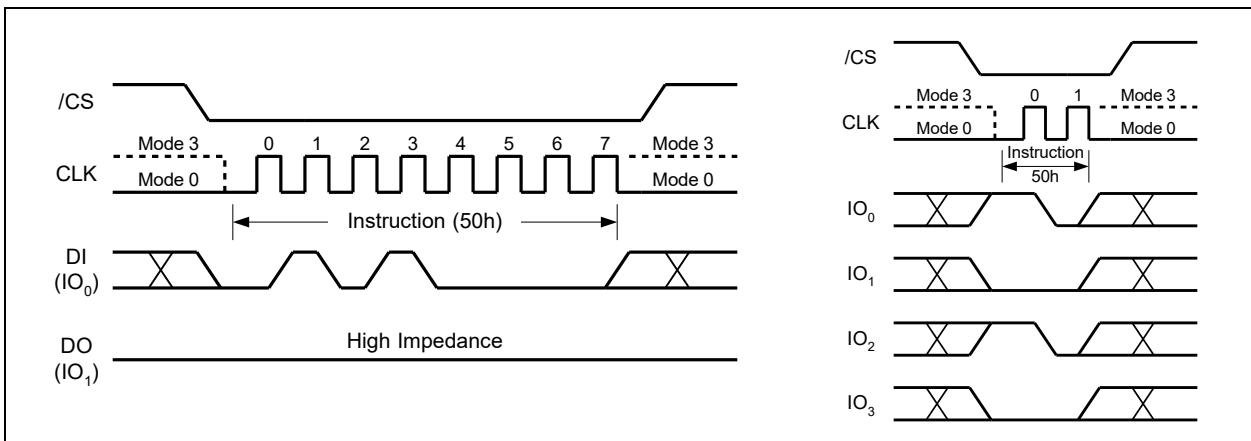 /CS
Mode 3 0 1 2 3 4 5 6 7 Mode 3
CLK
Mode 0 Mode 0
Instruction (50h)
DI
(IO0)
High Impedance
DO
(IO1)
/CS
Mode 3 0 1 Mode 3
CLK
Mode 0 Mode 0
Instruction
50h
IO0
IO1
IO2
IO3